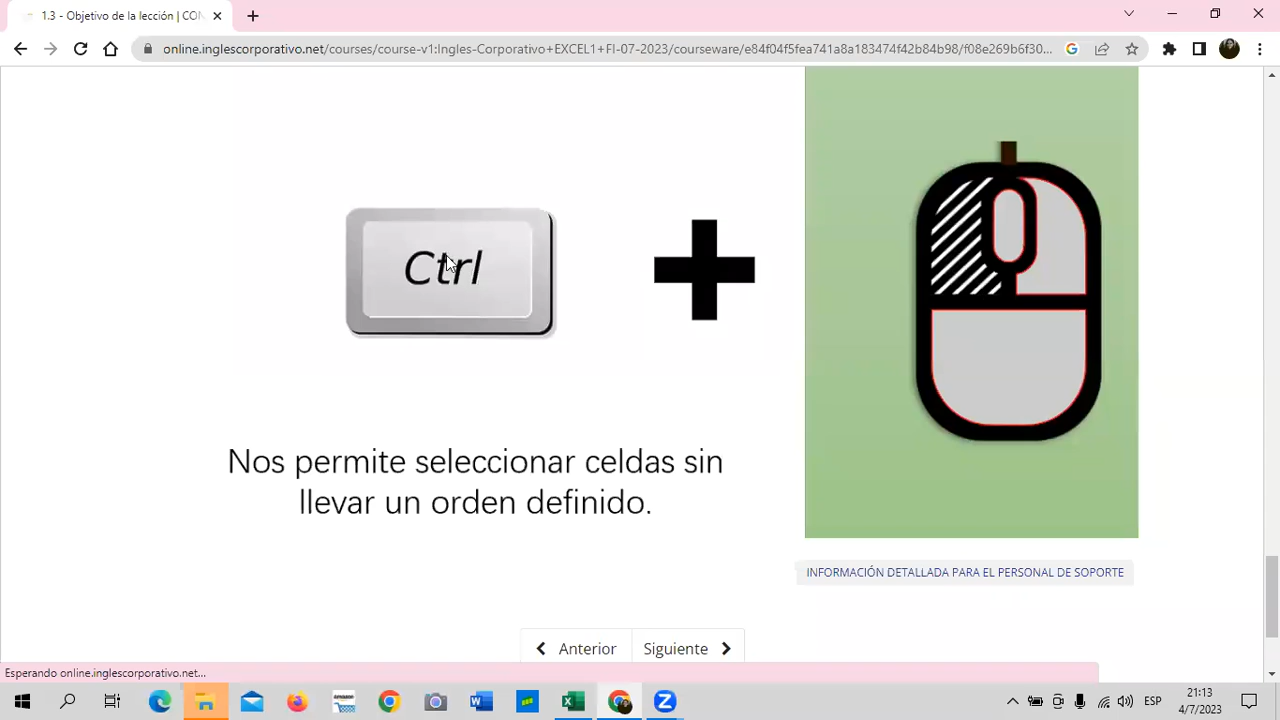 1.3 - Objetivo de la lección | CON
online.inglescorporativo.net/courses/course-v1:Ingles-Corporativo+EXCEL1+FI-07-2023/courseware/e84f04f5fea741a8a183474f42b84b9d/f08e269b6f30...
Ctrl
Nos permite seleccionar celdas sin
llevar un orden definido.
INFORMACIÓN DETALLADA PARA EL PERSONAL DE SOPORTE
Anterior
Siguiente
Esperando online.inglescorporativo.net...
ESP
21:13
4/7/2023